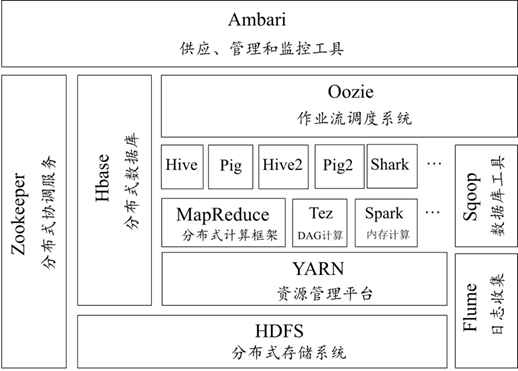 Ambari
供应、管理和监控工具
Zookeeper
分布式协调服务
Hbase
分布式数据库
Oozie
作业流调度系统
Hive
Pig
Hive2
Pig2
Shark
…
Sqoop
数据库工具
MapReduce
分布式计算框架
Tez
DAG计算
Spark
内存计算
…
YARN
资源管理平台
Flume
日志收集
HDFS
分布式存储系统